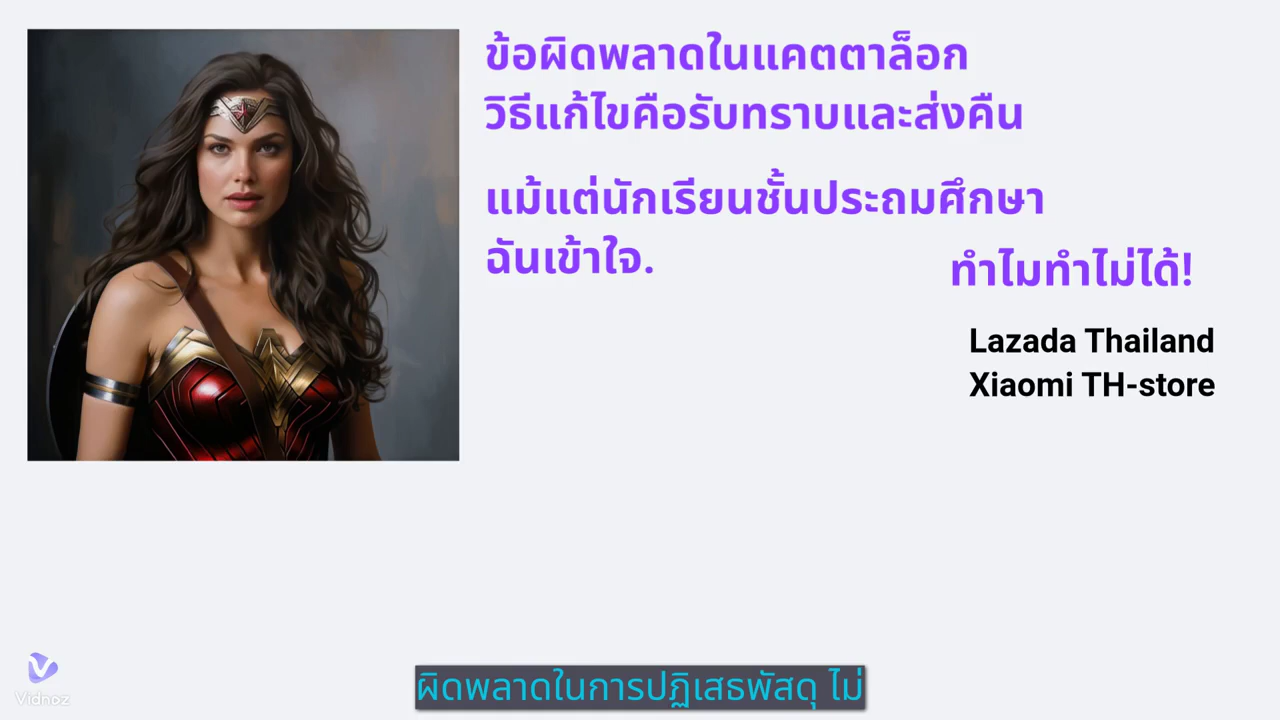 ข้อผิดพลาดในแคตตาล็อก
วิธีแก้ไขคือรับทราบและส่งคืน
แม้แต่นักเรียนชั้นประถมศึกษา
ฉันเข้าใจ.
ทำไมทำไม่ได้!
Lazada Thailand
Xiaomi TH-store
ผิดพลาดในการปฏิเสธพัสดุ ไม่
Vidnoz